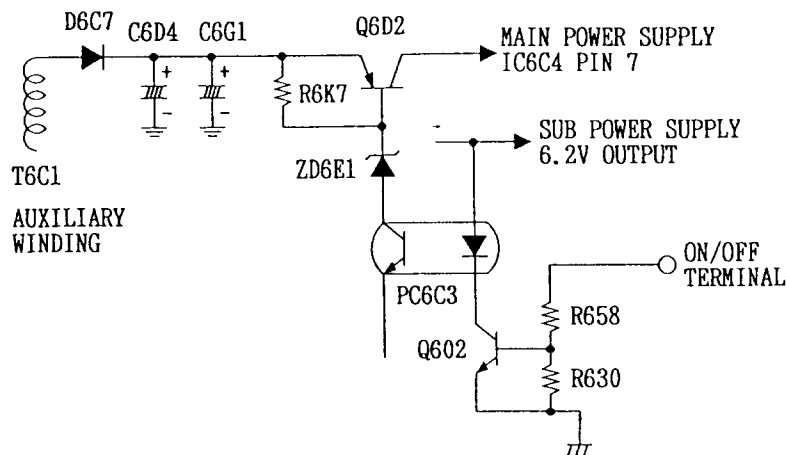 D6C7
C6D4
C6G1
Q6D2
MAIN POWER SUPPLY
IC6C4 PIN 7
+
+
-
-
R6K7
SUB POWER SUPPLY
6.2V OUTPUT
T6C1
ZD6E1
AUXILIARY
WINDING
ON/OFF
TERMINAL
PC6C3
R658
Q602
R630